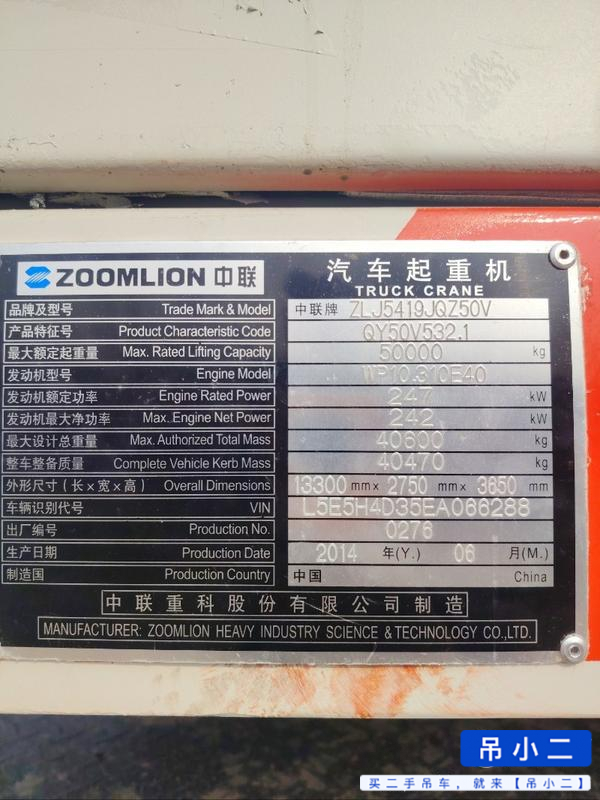 ZOOMLION 中联
汽车起重机
TRUCK CRANE
品牌及型号 Trade Mark & Model 中联牌 ZLJ5419JQZ50V
产品特征号 Product Characteristic Code QY50V532.1
最大额定起重量 Max. Rated Lifting Capacity 50000 kg
发动机型号 Engine Model WP10.310E40
发动机额定功率 Engine Rated Power 247 kW
发动机最大净功率 Max. Engine Net Power 242 kW
最大设计总重量 Max. Authorized Total Mass 40600 kg
整车整备质量 Complete Vehicle Kerb Mass 40470 kg
外形尺寸(长×宽×高) Overall Dimensions 13300 mm× 2750 mm× 3650 mm
车辆识别代号 VIN L5E5H4D35EA066288
出厂编号 Production No. 0276
生产日期 Production Date 2014 年(Y.) 06 月(M.)
制造国 Production Country 中国 China
中联重科股份有限公司制造
MANUFACTURER: ZOOMLION HEAVY INDUSTRY SCIENCE & TECHNOLOGY CO.,LTD.
吊小二
买二手吊车,就来【吊小二】